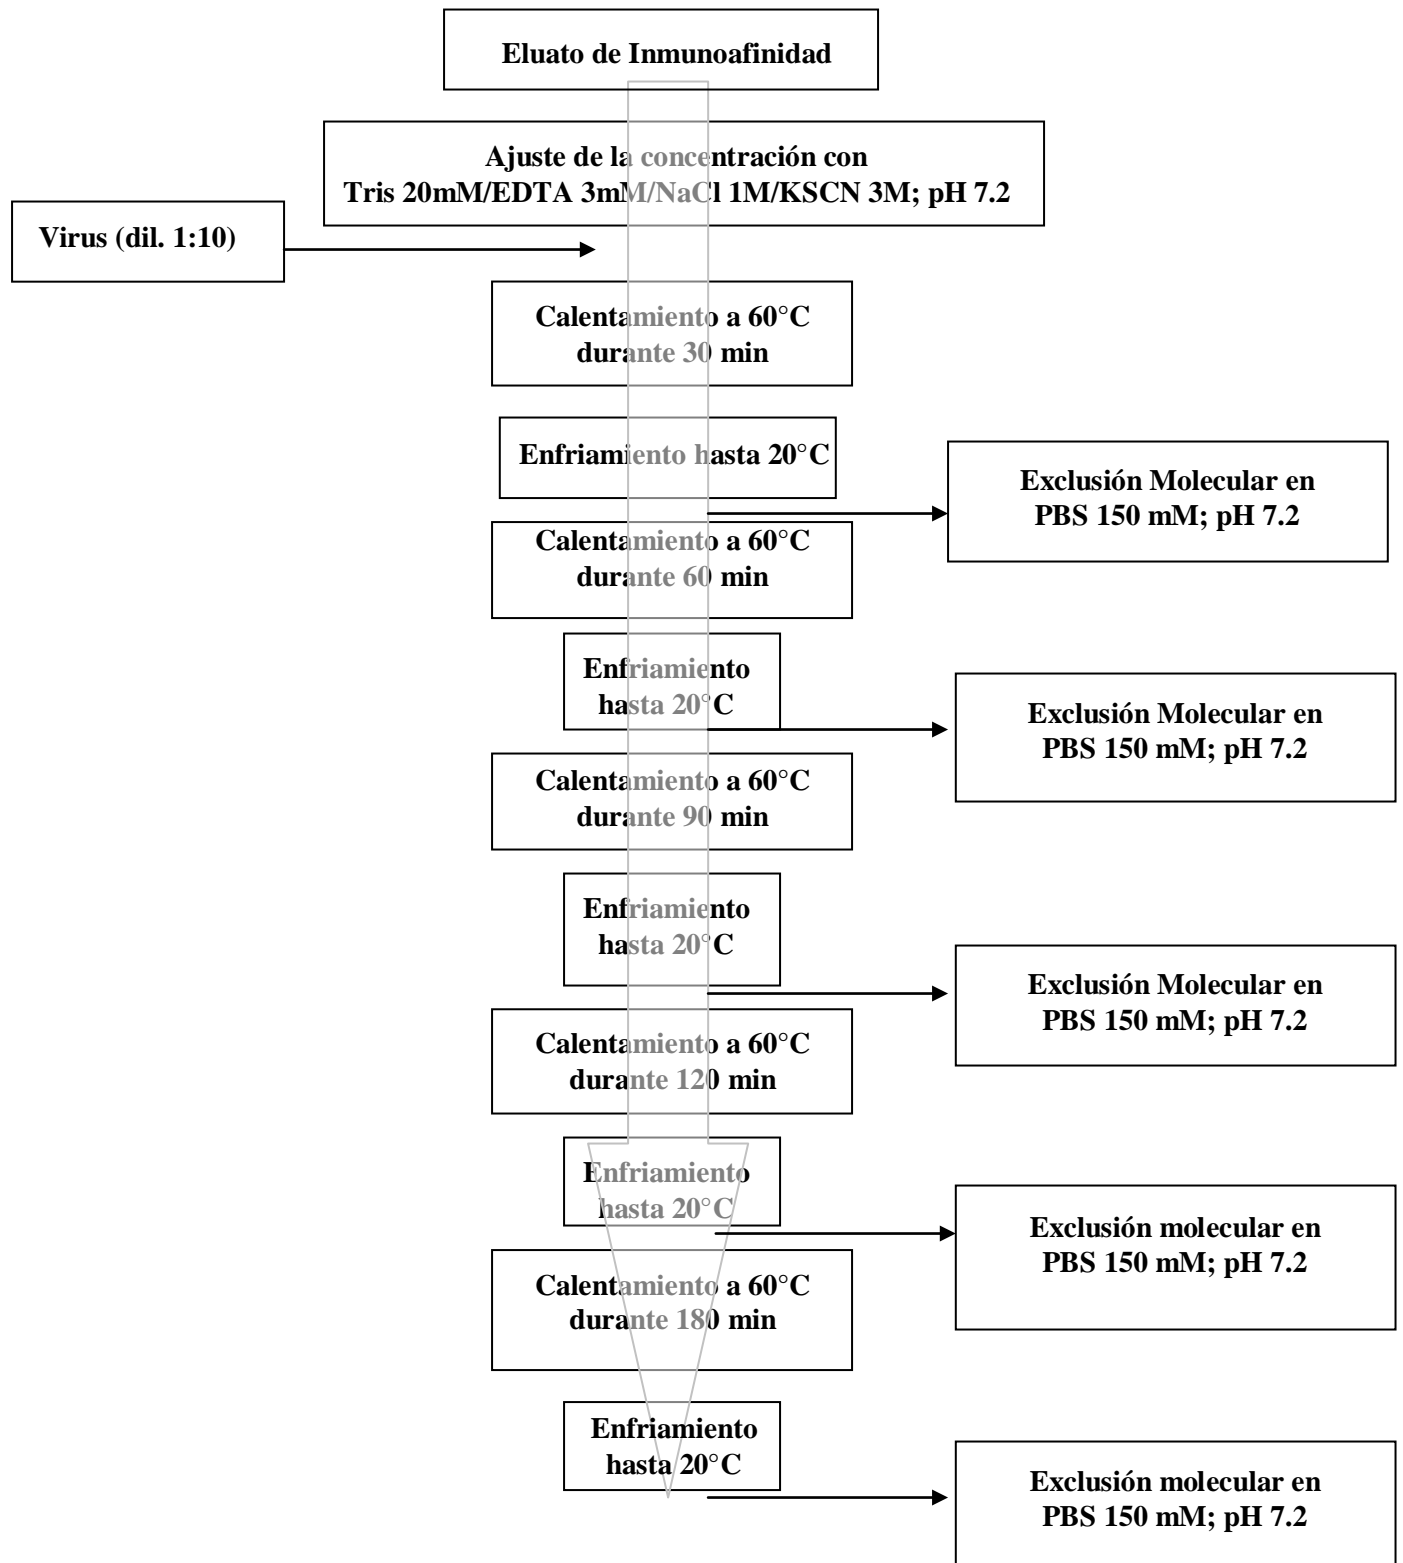 Eluato de Inmunoafinidad
Ajuste de la concentración con
Tris 20mM/EDTA 3mM/NaCl 1M/KSCN 3M; pH 7.2
Virus (dil. 1:10)
Calentamiento a 60°C
durante 30 min
Enfriamiento hasta 20°C
Exclusión Molecular en
PBS 150 mM; pH 7.2
Calentamiento a 60°C
durante 60 min
Enfriamiento
hasta 20°C
Exclusión Molecular en
PBS 150 mM; pH 7.2
Calentamiento a 60°C
durante 90 min
Enfriamiento
hasta 20°C
Exclusión Molecular en
PBS 150 mM; pH 7.2
Calentamiento a 60°C
durante 120 min
Enfriamiento
hasta 20°C
Exclusión molecular en
PBS 150 mM; pH 7.2
Calentamiento a 60°C
durante 180 min
Enfriamiento
hasta 20°C
Exclusión molecular en
PBS 150 mM; pH 7.2